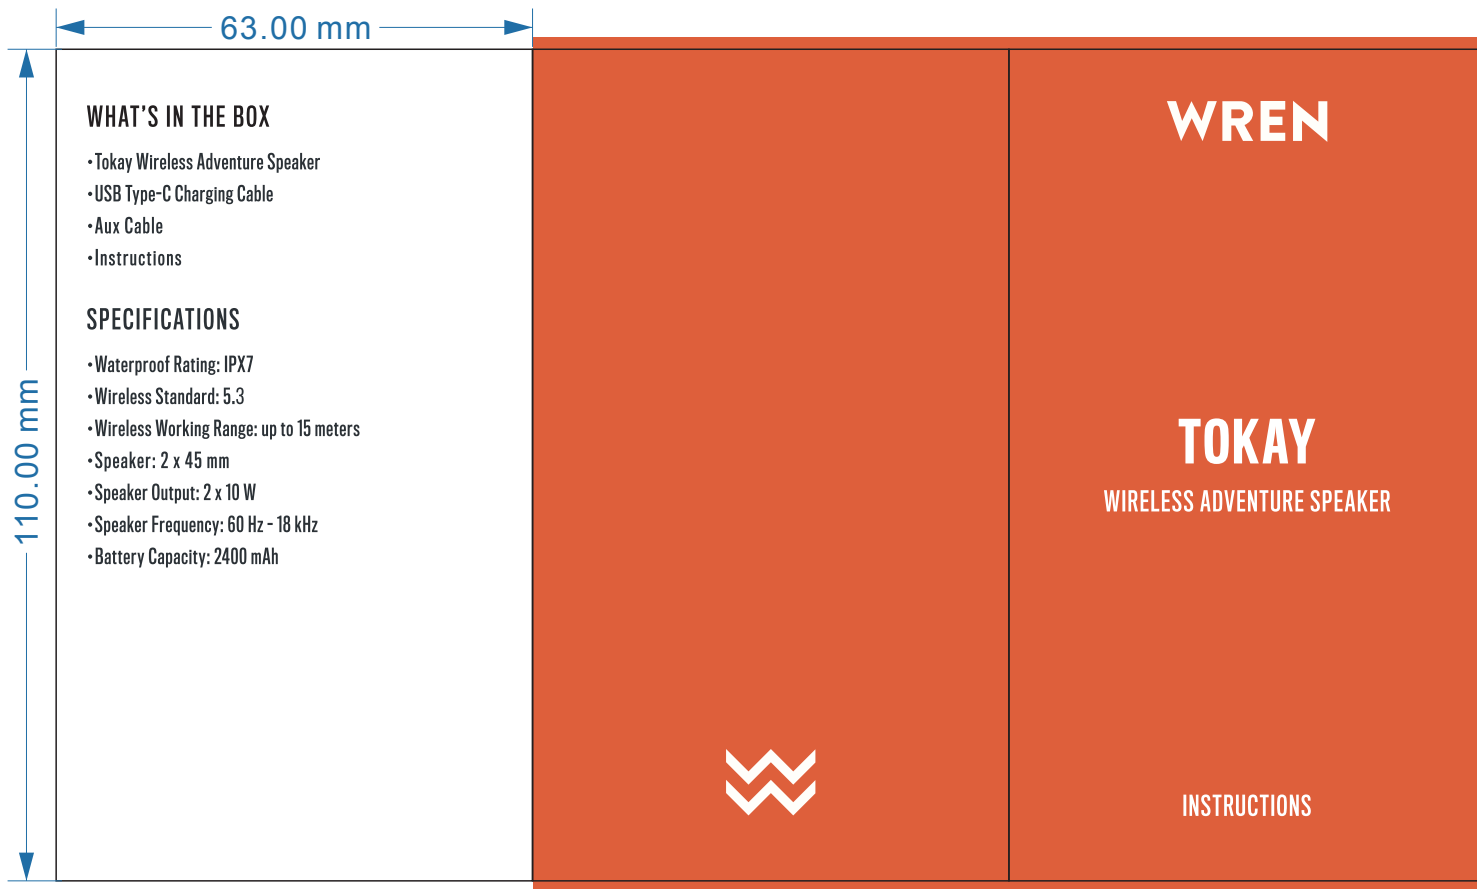 63.00 mm
110.00 mm
WHAT'S IN THE BOX
•Tokay Wireless Adventure Speaker
•USB Type-C Charging Cable
•Aux Cable
•Instructions
SPECIFICATIONS
•Waterproof Rating: IPX7
•Wireless Standard: 5.3
•Wireless Working Range: up to 15 meters
•Speaker: 2 x 45 mm
•Speaker Output: 2 x 10 W
•Speaker Frequency: 60 Hz - 18 kHz
•Battery Capacity: 2400 mAh
WREN
TOKAY
WIRELESS ADVENTURE SPEAKER
INSTRUCTIONS